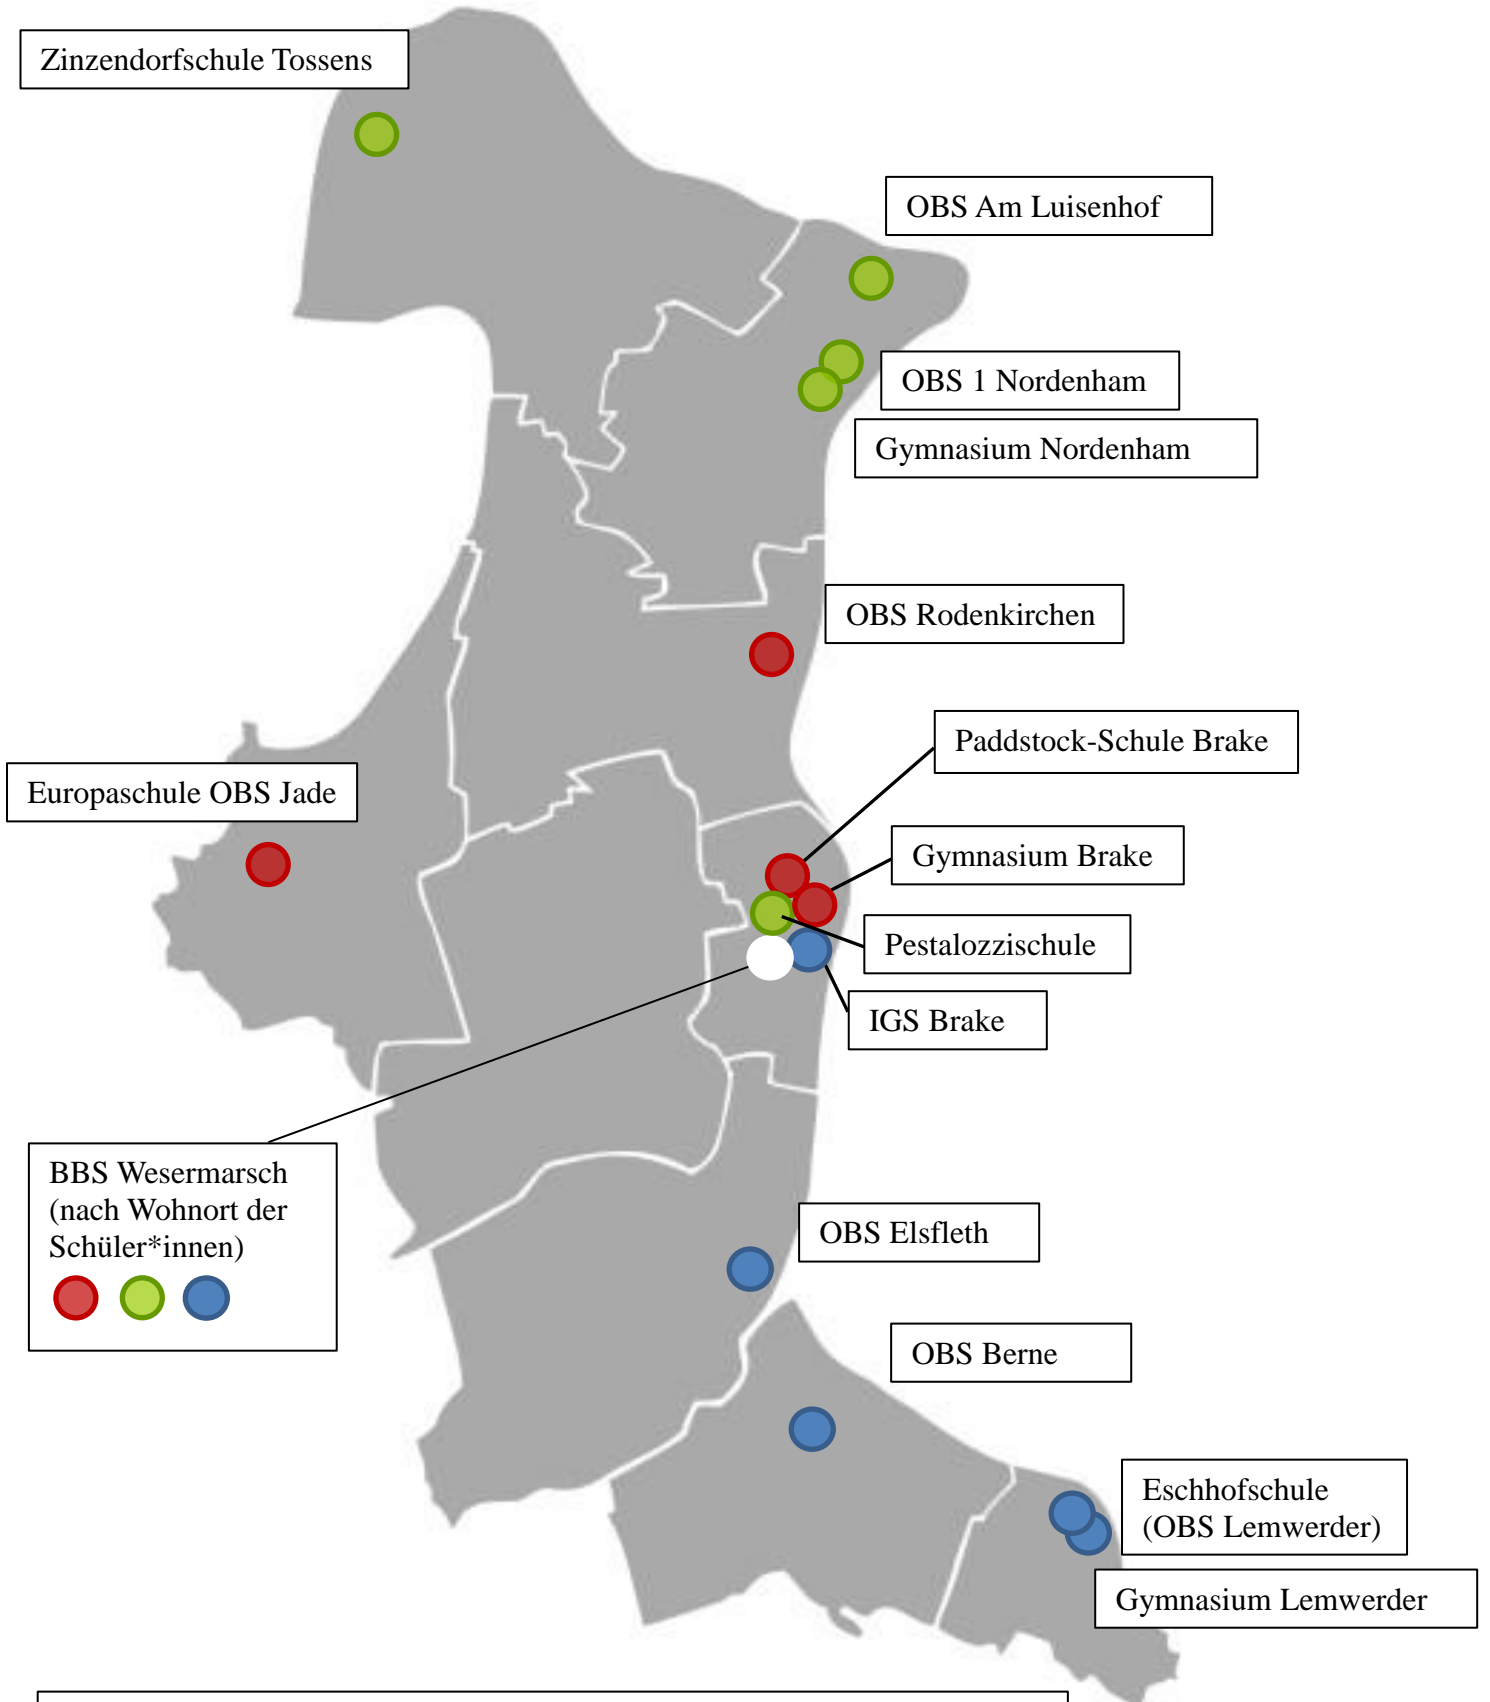 Zinzendorfschule Tossens
OBS Am Luisenhof
OBS 1 Nordenham
Gymnasium Nordenham
OBS Rodenkirchen
Paddstock-Schule Brake
Europaschule OBS Jade
Gymnasium Brake
Pestalozzischule
IGS Brake
BBS Wesermarsch
(nach Wohnort der
Schüler*innen)
OBS Elsfleth
OBS Berne
Eschhofschule
(OBS Lemwerder)
Gymnasium Lemwerder